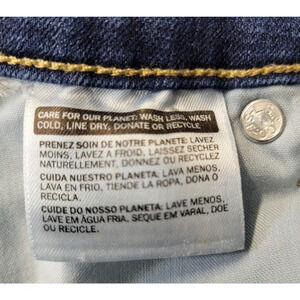 CARE FOR OUR PLANET: WASH LESS, WASH
COLD, LINE DRY, DONATE OR RECYCLE
PRENEZ SOIN DE NOTRE PLANETE: LAVEZ
MOINS, LAVEZ A FROID, LAISSEZ SECHER
NATURELLEMENT, DONNEZ OU RECYCLEZ
CUIDA NUESTRO PLANETA: LAVA MENOS,
LAVA EN FRIO, TIENDE LA ROPA, DONA O
RECICLA.
CUIDE DO NOSSO PLANETA: LAVE MENOS,
LAVE EM ÁGUA FRIA, SEQUE EM VARAL, DOE
OU RECICLE.